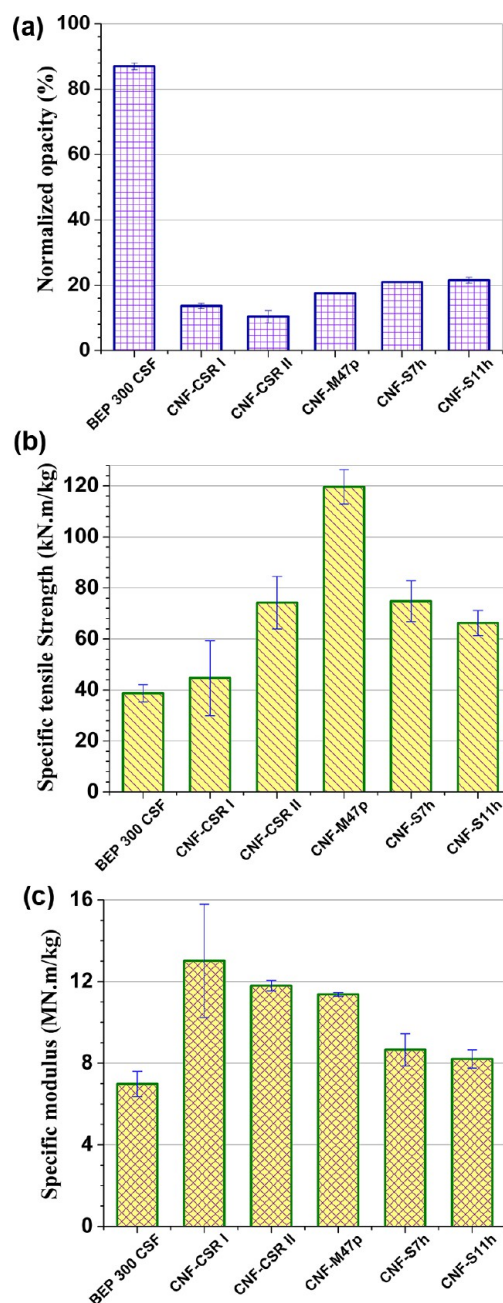 (a)
Normalized opacity (%)
100
80
60
40
20
0
BEP 300 CSF
CNF-CSR I
CNF-CSR II
CNF-M47p
CNF-S7h
CNF-S11h
(b)
Specific tensile Strength (kN.m/kg)
120
100
80
60
40
20
0
BEP 300 CSF
CNF-CSR I
CNF-CSR II
CNF-M47p
CNF-S7h
CNF-S11h
(c)
Specific modulus (MN.m/kg)
16
12
8
4
0
BEP 300 CSF
CNF-CSR I
CNF-CSR II
CNF-M47p
CNF-S7h
CNF-S11h